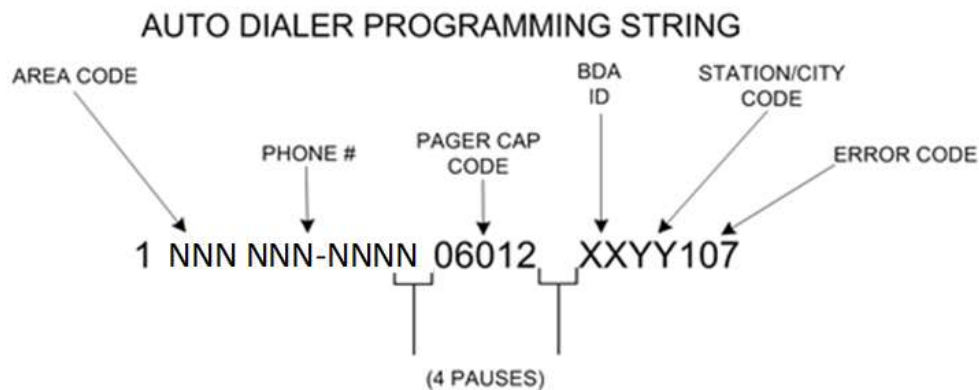 AUTO DIALER PROGRAMMING STRING
AREA CODE
PHONE #
PAGER CAP
CODE
BDA
ID
STATION/CITY
CODE
ERROR CODE
1 NNN NNN-NNNN 06012 XXYY107
(4 PAUSES)